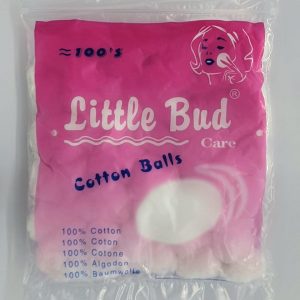 ≈100's
Little Bud®
Care
Cotton Balls
100% Cotton
100% Coton
100% Cotone
100% Algodon
100% Baumwolle